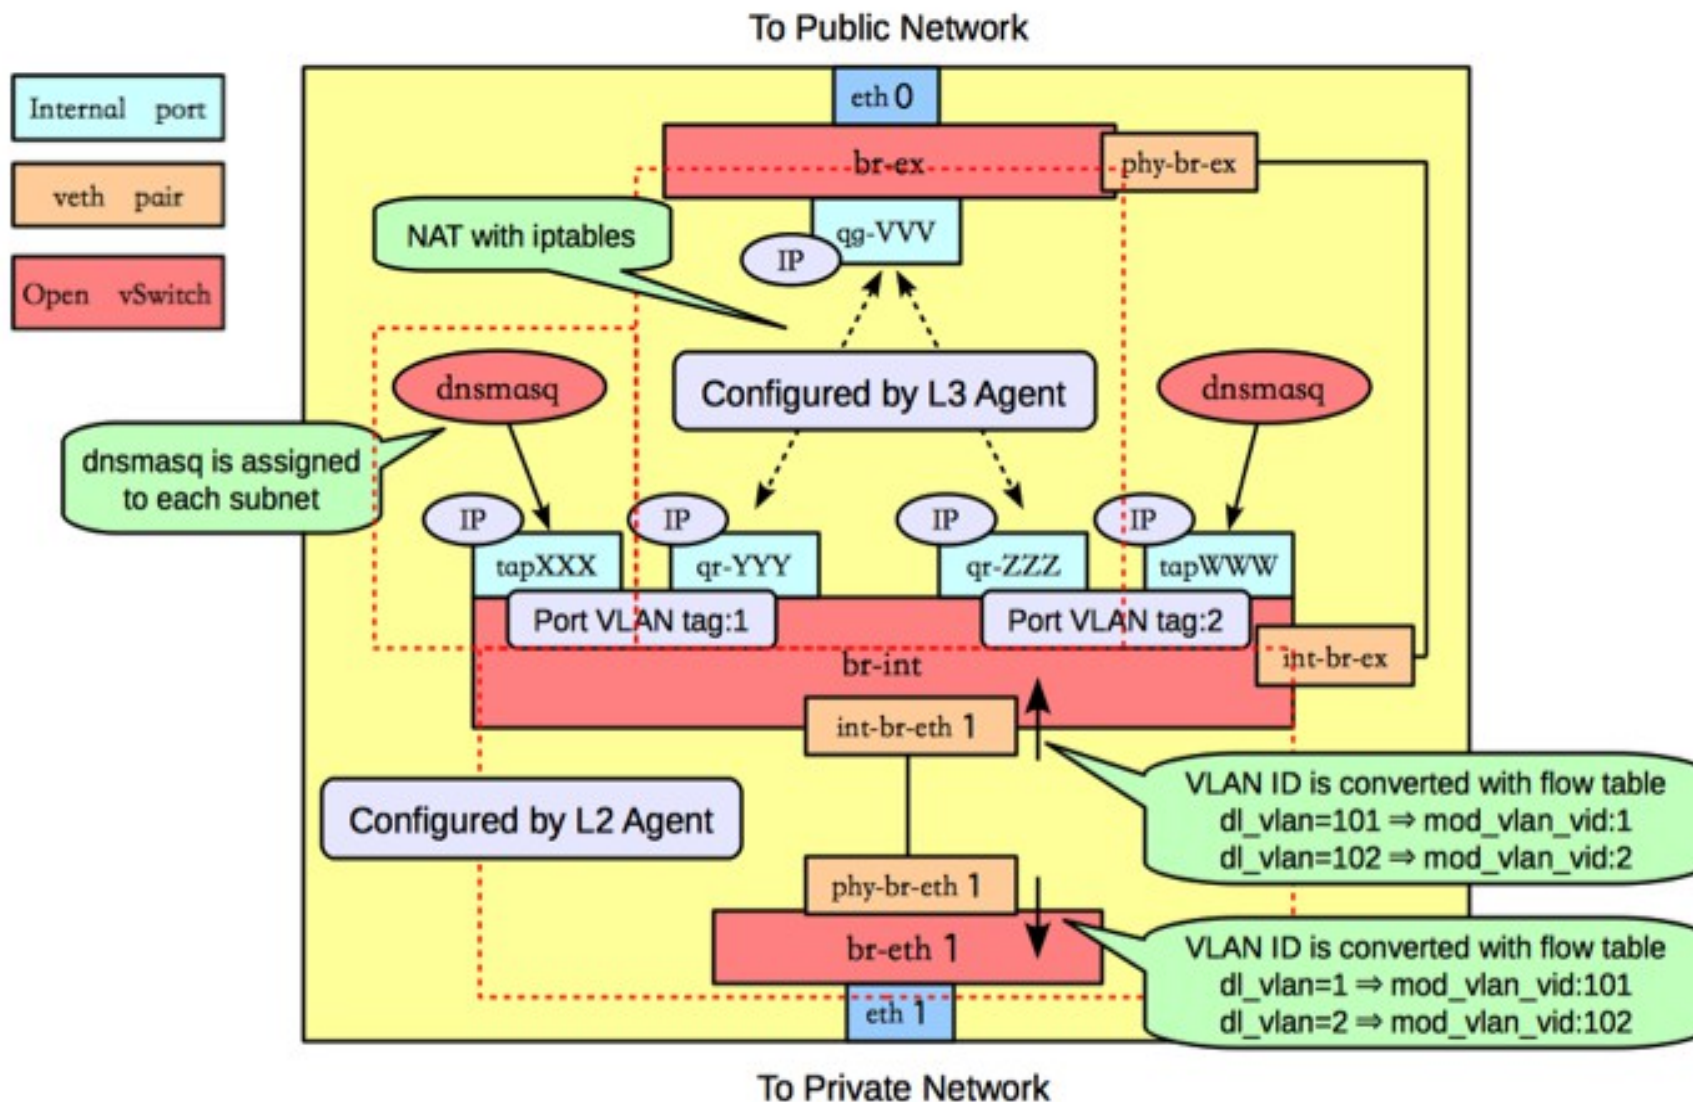 To Public Network
Internal port
veth pair
Open vSwitch
eth 0
br-ex
phy-br-ex
NAT with iptables
qg-VVV
IP
dnsmasq
Configured by L3 Agent
dnsmasq
dnsmasq is assigned
to each subnet
IP
IP
IP
IP
tapXXX
qr-YYY
qr-ZZZ
tapWWW
Port VLAN tag:1
Port VLAN tag:2
br-int
int-br-ex
int-br-eth 1
VLAN ID is converted with flow table
dl_vlan=101 ⇒ mod_vlan_vid:1
dl_vlan=102 ⇒ mod_vlan_vid:2
Configured by L2 Agent
phy-br-eth 1
br-eth 1
VLAN ID is converted with flow table
dl_vlan=1 ⇒ mod_vlan_vid:101
dl_vlan=2 ⇒ mod_vlan_vid:102
eth 1
To Private Network